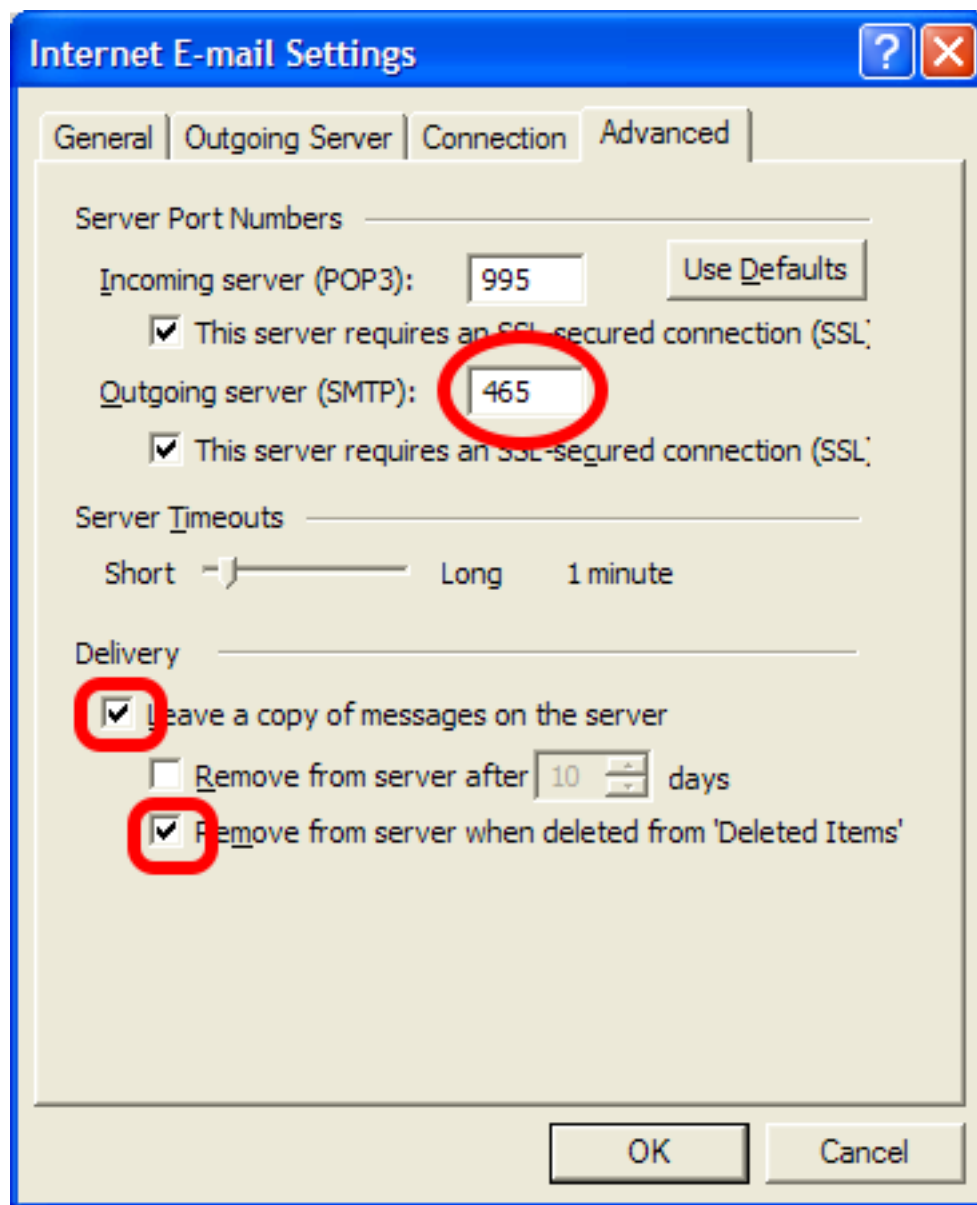 Internet E-mail Settings
General Outgoing Server Connection Advanced
Server Port Numbers
Incoming server (POP3): 995 Use Defaults
This server requires an SSL-secured connection (SSL)
Outgoing server (SMTP): 465
This server requires an SSL-secured connection (SSL)
Server Timeouts
Short Long 1 minute
Delivery
Leave a copy of messages on the server
Remove from server after 10 days
Remove from server when deleted from 'Deleted Items'
OK Cancel